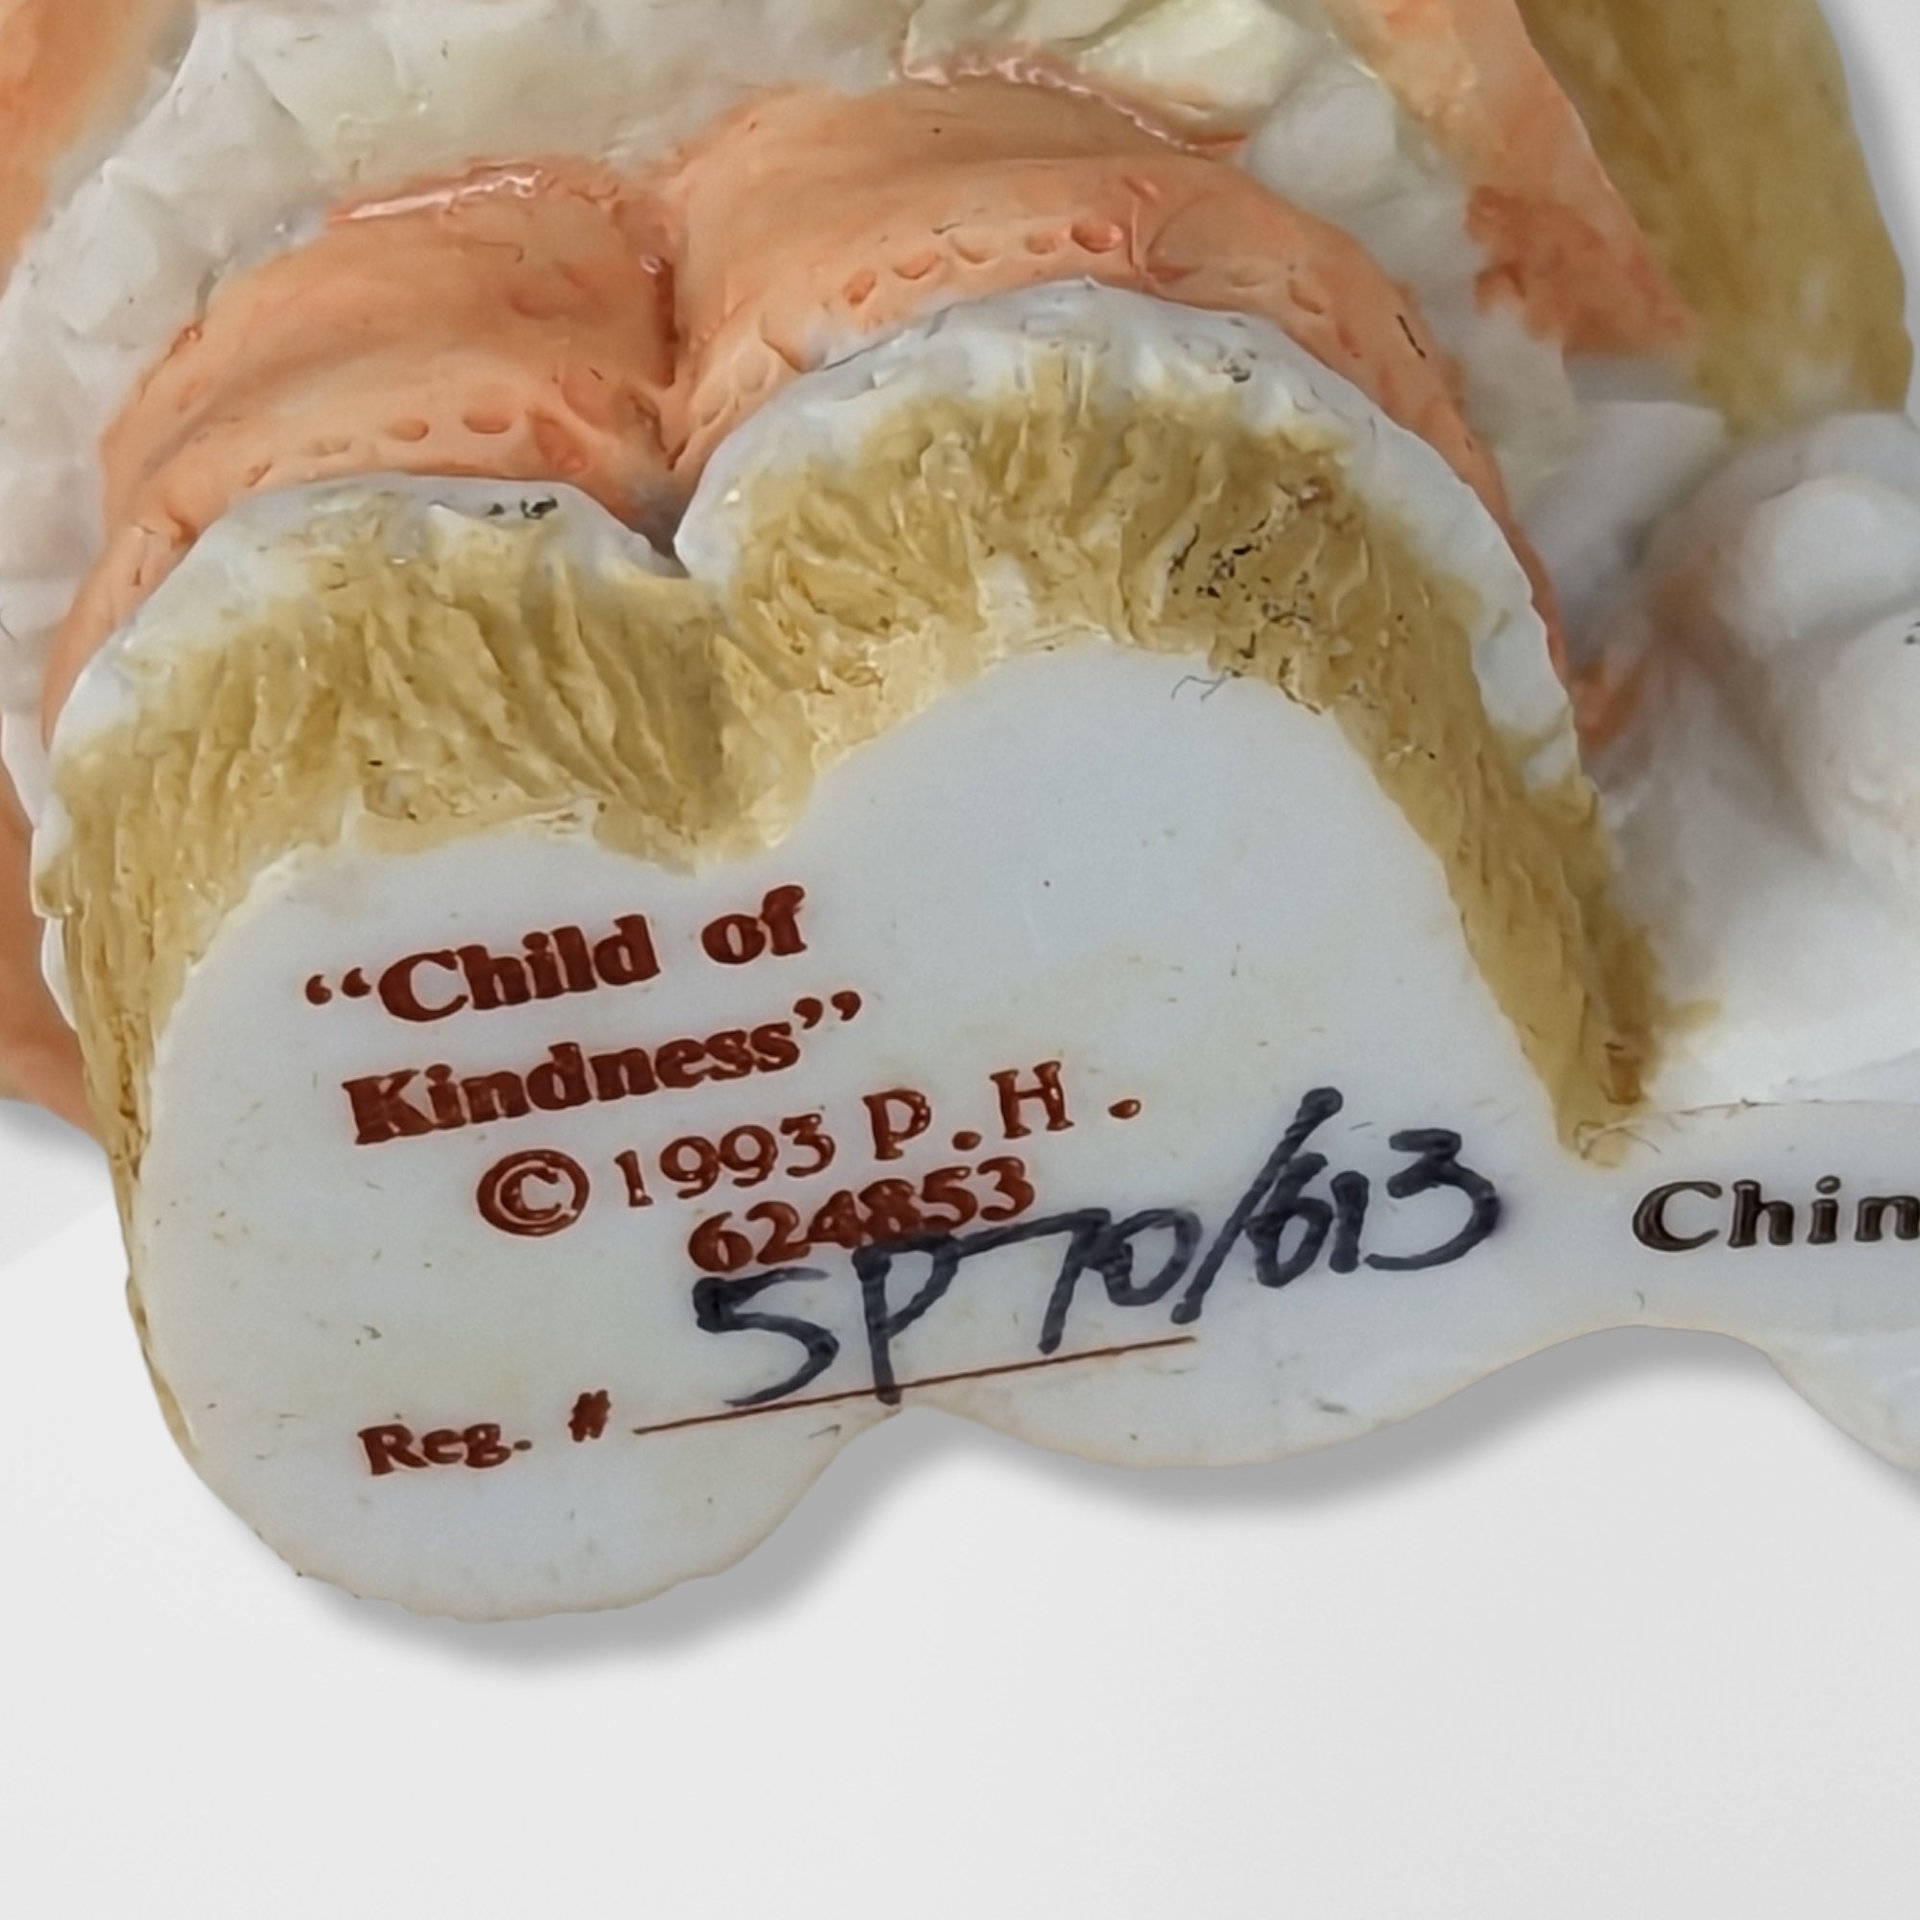 “Child of
Kindness”
© 1993 P.H.
624853
5P70/613
Reg. #
Chin